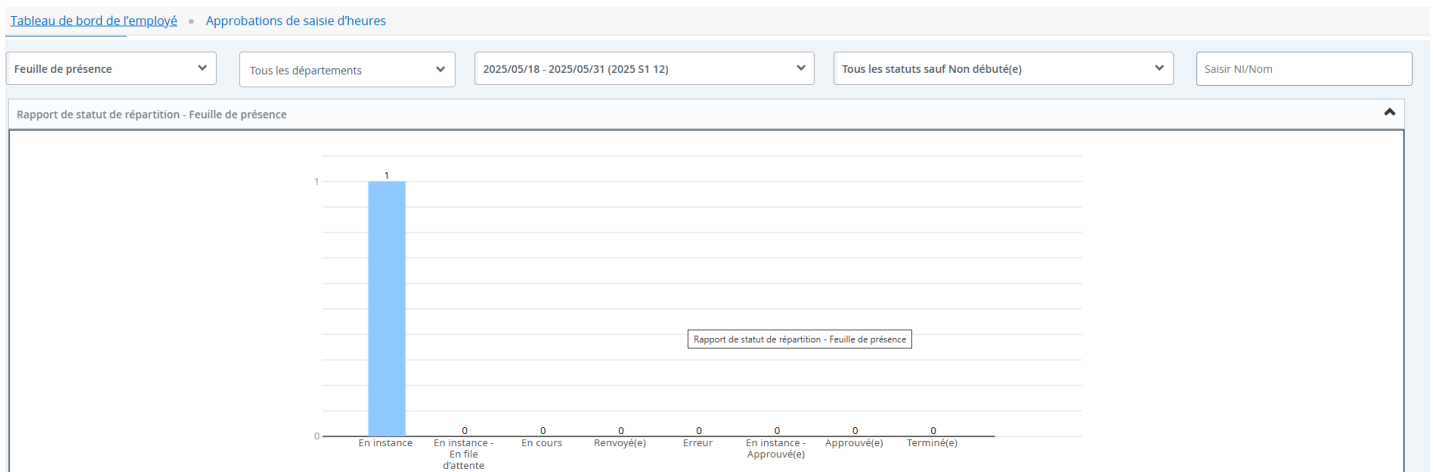 Tableau de bord de l'employé • Approbations de saisie d'heures
Feuille de présence
Tous les départements
2025/05/18 - 2025/05/31 (2025 S1 12)
Tous les statuts sauf Non débuté(e)
Saisir NI/Nom
Rapport de statut de répartition - Feuille de présence
1
1
Rapport de statut de répartition - Feuille de présence
0
0
0
0
0
0
0
0
En instance
En instance -
En file
d'attente
En cours
Renvoyé(e)
Erreur
En instance -
Approuvé(e)
Approuvé(e)
Terminé(e)